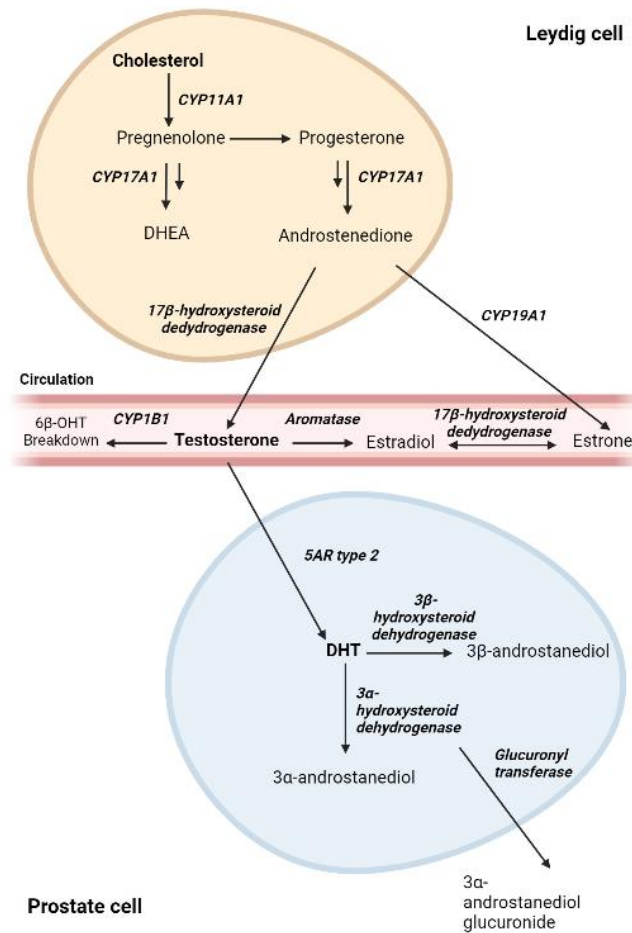 Leydig cell
Cholesterol
CYP11A1
Pregnenolone
Progesterone
CYP17A1
CYP17A1
DHEA
Androstenedione
17β-hydroxysteroid
dedydrogenase
CYP19A1
Circulation
6β-OHT
Breakdown
CYP1B1
Testosterone
Aromatase
Estradiol
17β-hydroxysteroid
dedydrogenase
Estrone
5AR type 2
3β-
hydroxysteroid
dehydrogenase
DHT
3β-androstanediol
3α-
hydroxysteroid
dehydrogenase
3α-androstanediol
Glucuronyl
transferase
3α-
androstanediol
glucuronide
Prostate cell